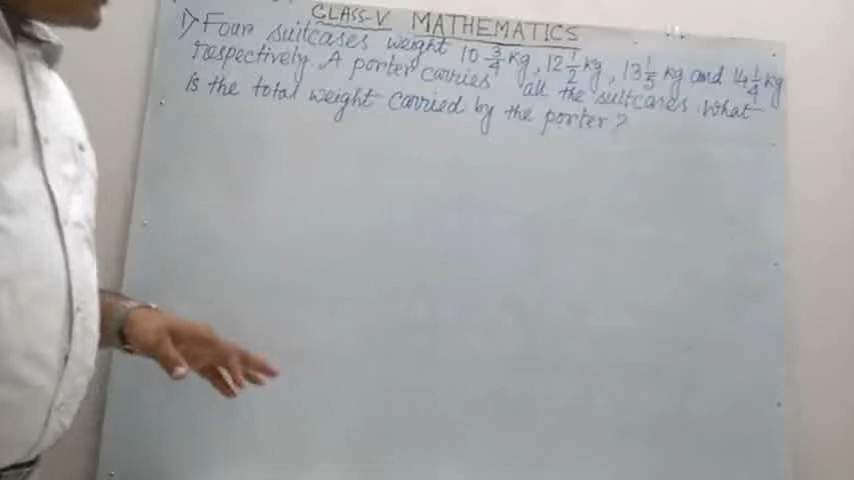 CLASS-V MATHEMATICS
1) Four suitcases weight 10 3/4 kg, 12 1/2 kg, 13 1/3 kg and 14 1/4 kg
respectively. A porter carries all the suitcases. What
is the total weight carried by the porter?